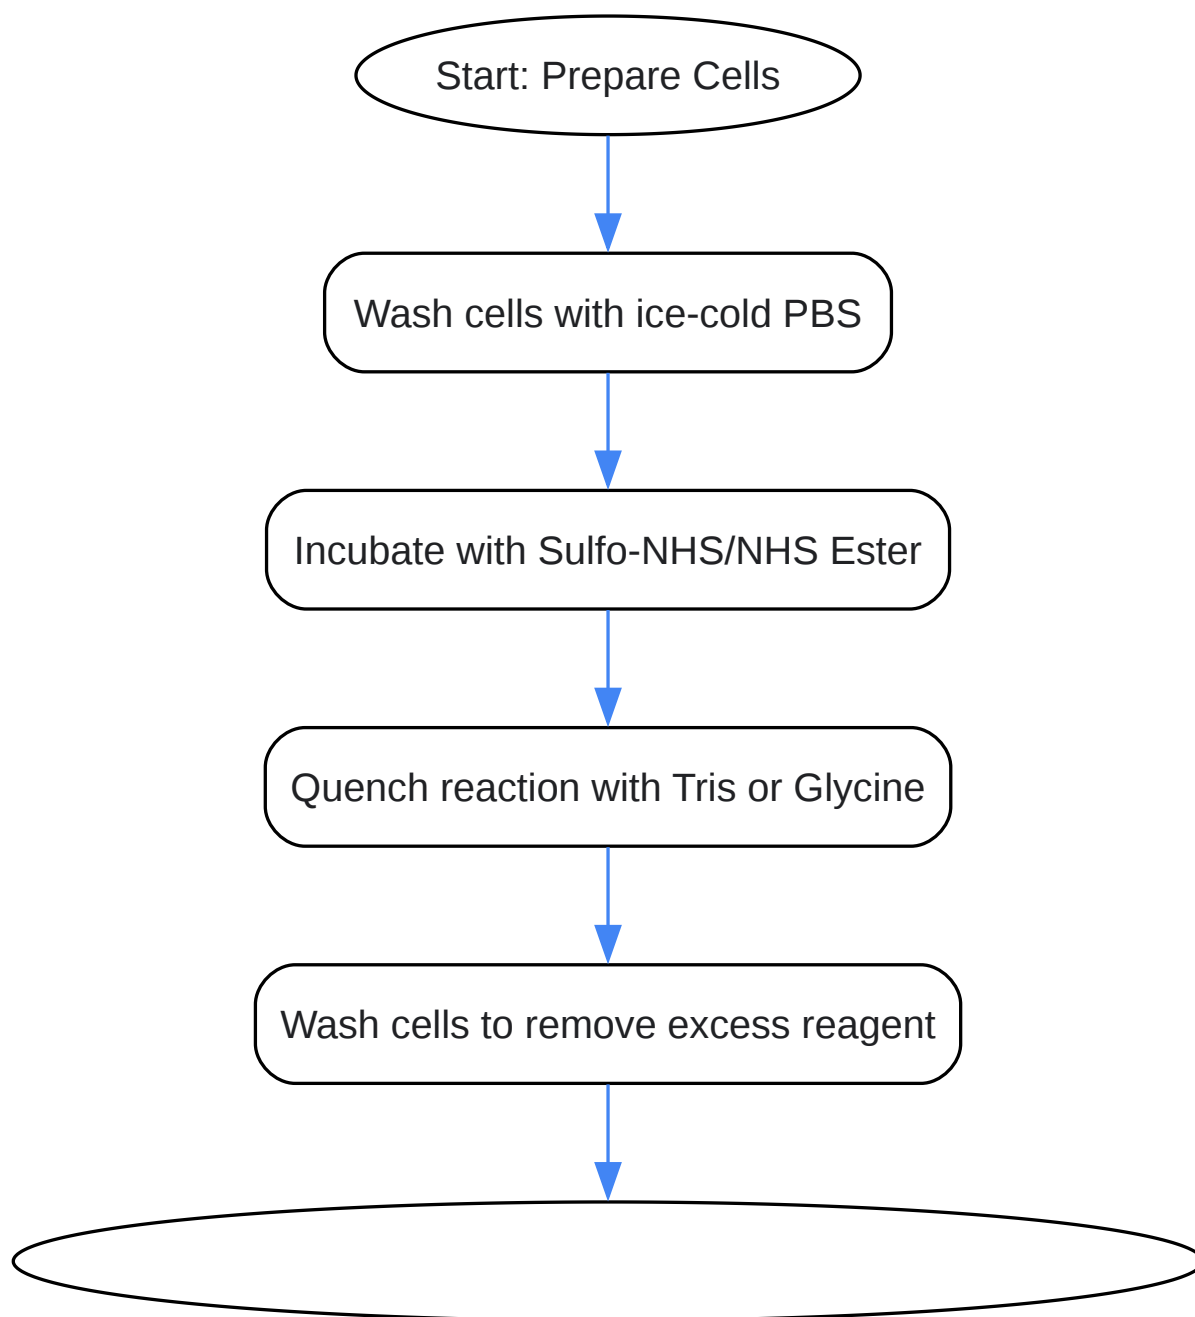 Start: Prepare Cells
Wash cells with ice-cold PBS
Incubate with Sulfo-NHS/NHS Ester
Quench reaction with Tris or Glycine
Wash cells to remove excess reagent